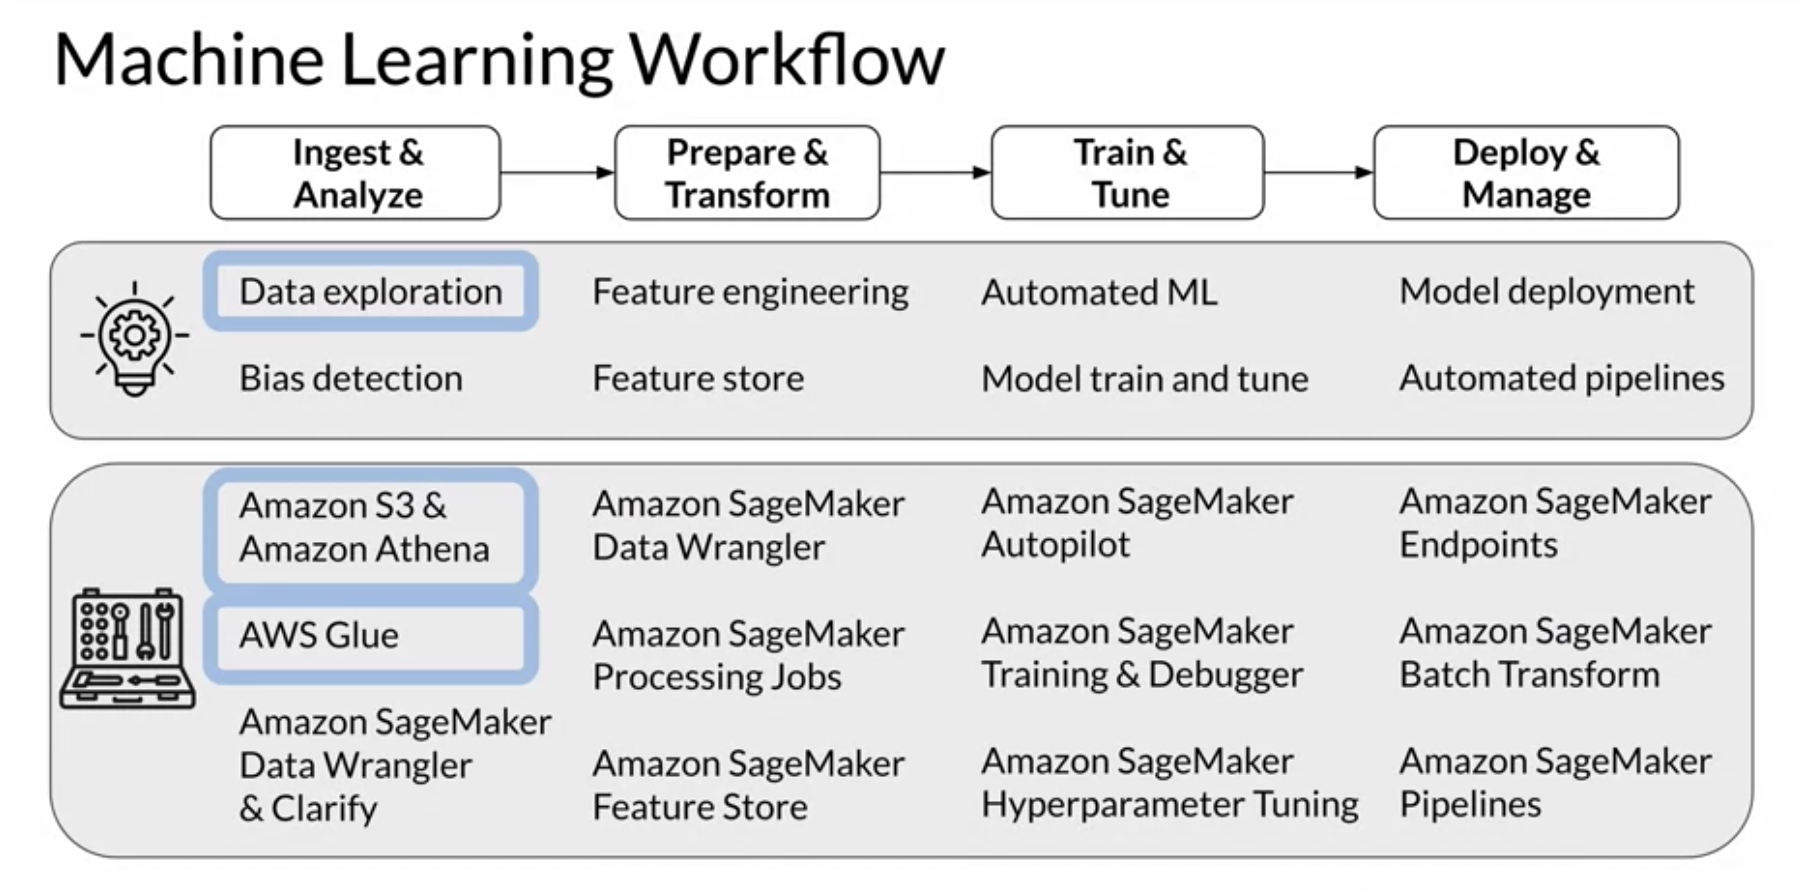 Machine Learning Workflow
Ingest &
Analyze
Prepare &
Transform
Train &
Tune
Deploy &
Manage
Data exploration
Feature engineering
Automated ML
Model deployment
Bias detection
Feature store
Model train and tune
Automated pipelines
Amazon S3 &
Amazon Athena
Amazon SageMaker
Data Wrangler
Amazon SageMaker
Autopilot
Amazon SageMaker
Endpoints
AWS Glue
Amazon SageMaker
Processing Jobs
Amazon SageMaker
Training & Debugger
Amazon SageMaker
Batch Transform
Amazon SageMaker
Data Wrangler
& Clarify
Amazon SageMaker
Feature Store
Amazon SageMaker
Hyperparameter Tuning
Amazon SageMaker
Pipelines